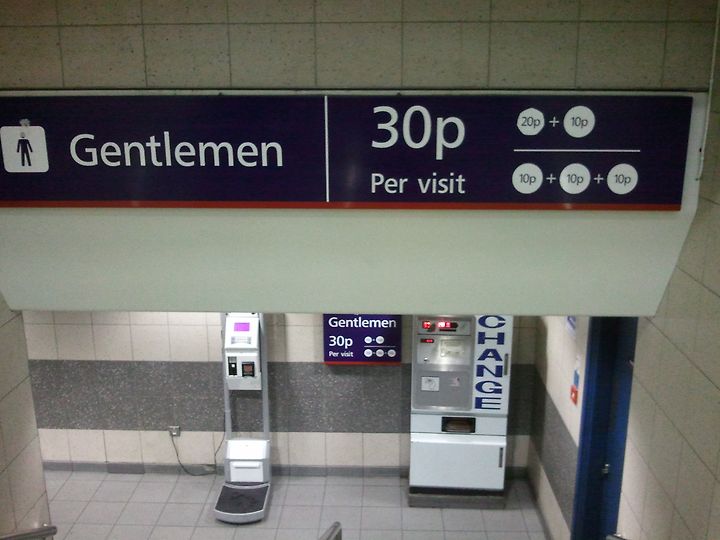 Gentlemen
30p
Per visit
20p + 10p
10p + 10p + 10p
Gentlemen
30p
Per visit
CHANGE